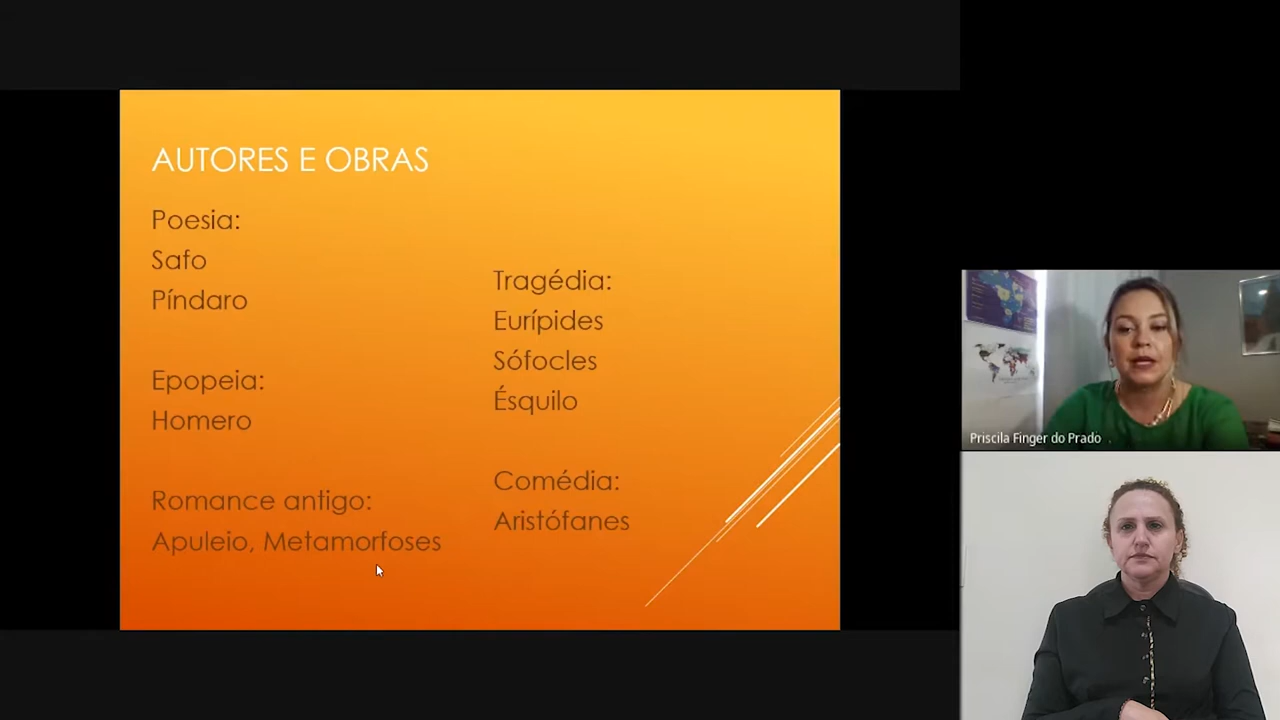 AUTORES E OBRAS
Poesia:
Safo
Píndaro
Epopeia:
Homero
Romance antigo:
Apuleio, Metamorfoses
Tragédia:
Eurípides
Sófocles
Ésquilo
Comédia:
Aristófanes
Priscila Finger do Prado